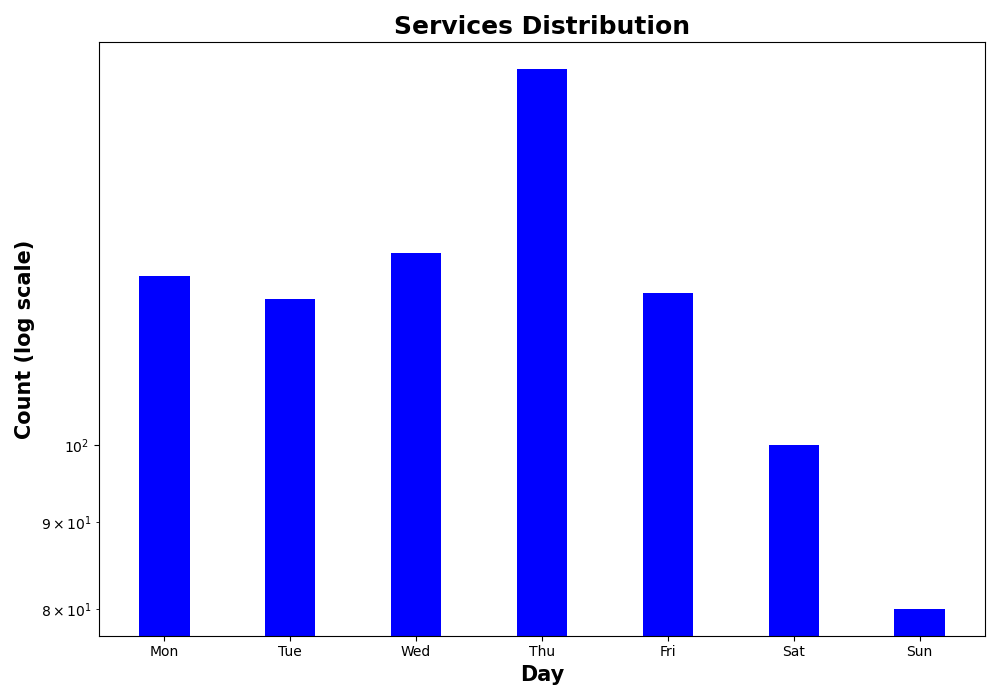 Services Distribution
Count (log scale)
10²
9 × 10¹
8 × 10¹
Mon Tue Wed Thu Fri Sat Sun
Day